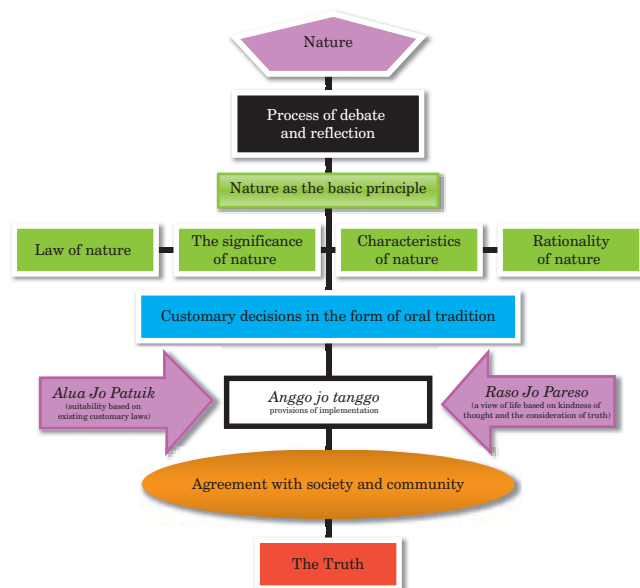 Nature
Process of debate
and reflection
Nature as the basic principle
Law of nature
The significance
of nature
Characteristics
of nature
Rationality
of nature
Customary decisions in the form of oral tradition
Alua Jo Patuik
(suitability based on
existing customary laws)
Anggo jo tanggo
provisions of implementation
Raso Jo Pareso
(a view of life based on kindness of
thought and the consideration of truth)
Agreement with society and community
The Truth